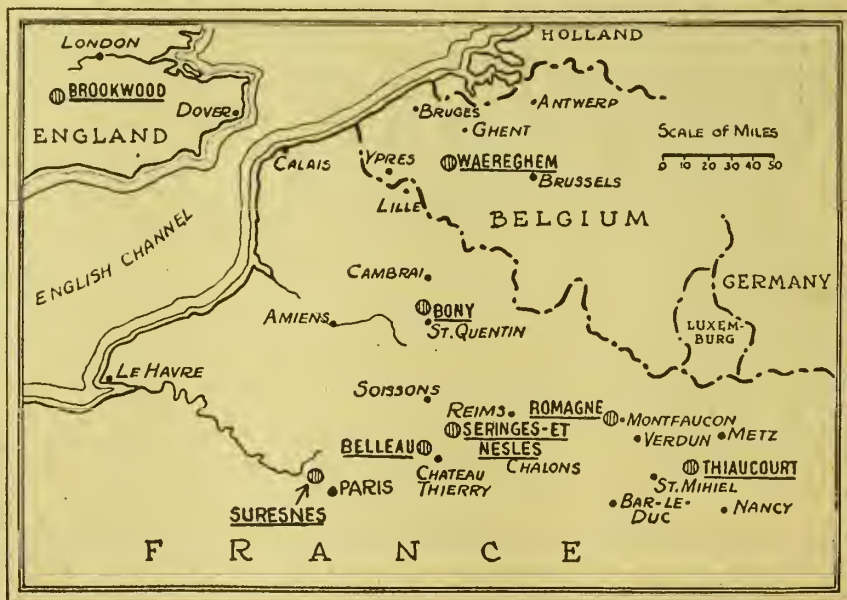 HOLLAND
LONDON
BROOKWOOD
DOVER
ENGLAND
BRUGES
ANTWERP
GHENT
SCALE OF MILES
0 10 20 30 40 50
CALAIS
YPRES
WAEREGHEM
BRUSSELS
LILLE
BELGIUM
ENGLISH CHANNEL
CAMBRAI
GERMANY
BONY
AMIENS
ST. QUENTIN
LUXEM-
BURG
LE HAVRE
SOISSONS
REIMS
ROMAGNE
MONTFAUCON
SERINGES-ET
NESLES
VERDUN
METZ
BELLEAU
CHALONS
CHATEAU
THIERRY
THIAUCOURT
ST. MIHIEL
PARIS
SURESNES
BAR-LE-
DUC
NANCY
FRANCE